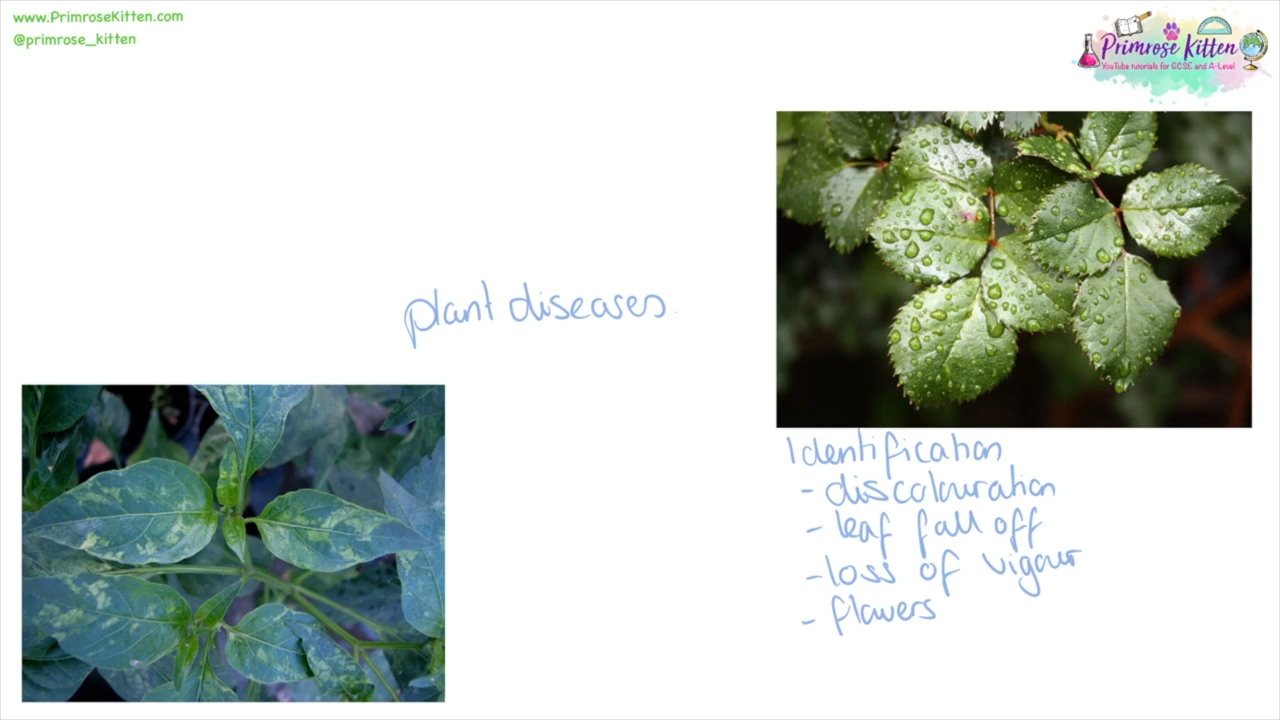 www.PrimroseKitten.com
@primrose_kitten
Primrose Kitten
YouTube tutorials for GCSE and A-Level
plant diseases.
Identification
- discolouration
- leaf fall off
- loss of vigour
- flowers